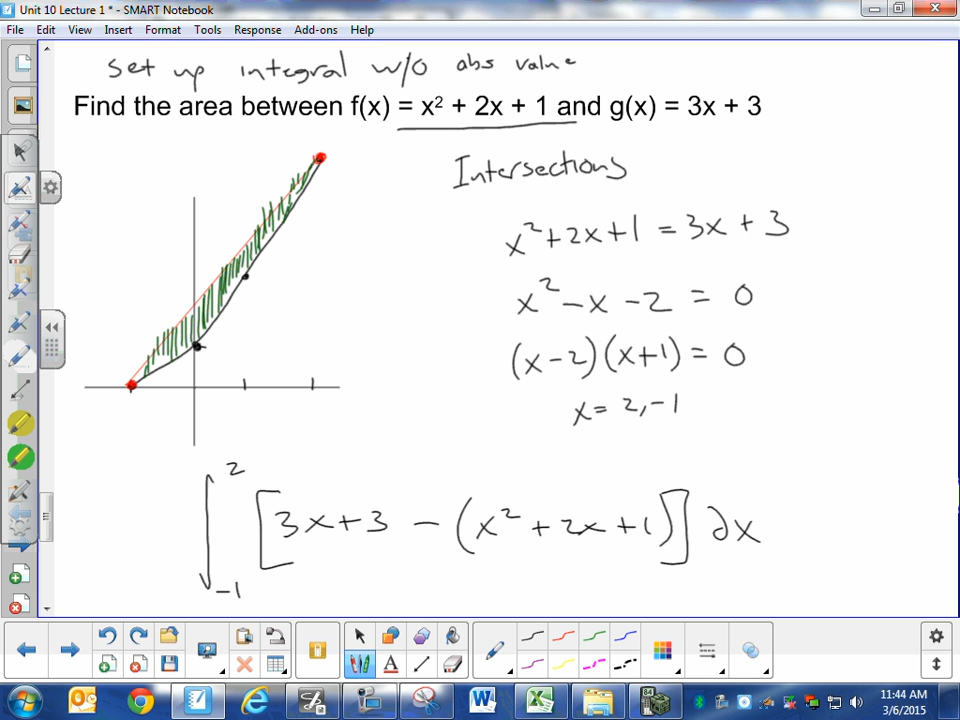 Unit 10 Lecture 1 * - SMART Notebook
File Edit View Insert Format Tools Response Add-ons Help
Set up integral w/o abs value
Find the area between f(x) = x² + 2x + 1 and g(x) = 3x + 3
Intersections
x² + 2x + 1 = 3x + 3
x² - x - 2 = 0
(x - 2)(x + 1) = 0
x = 2, -1
∫₋₁² [3x + 3 - (x² + 2x + 1)] ∂x
A
11:44 AM
3/6/2015